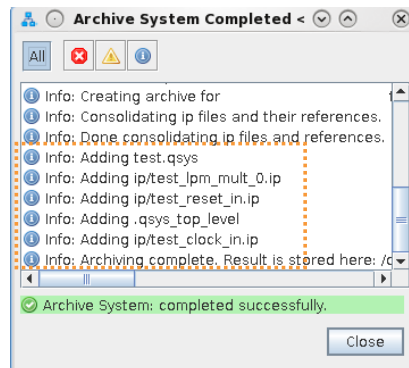 Archive System Completed <
All
Info: Creating archive for
Info: Consolidating ip files and their references.
Info: Done consolidating ip files and references.
Info: Adding test.qsys
Info: Adding ip/test_lpm_mult_0.ip
Info: Adding ip/test_reset_in.ip
Info: Adding .qsys_top_level
Info: Adding ip/test_clock_in.ip
Info: Archiving complete. Result is stored here:
Archive System: completed successfully.
Close